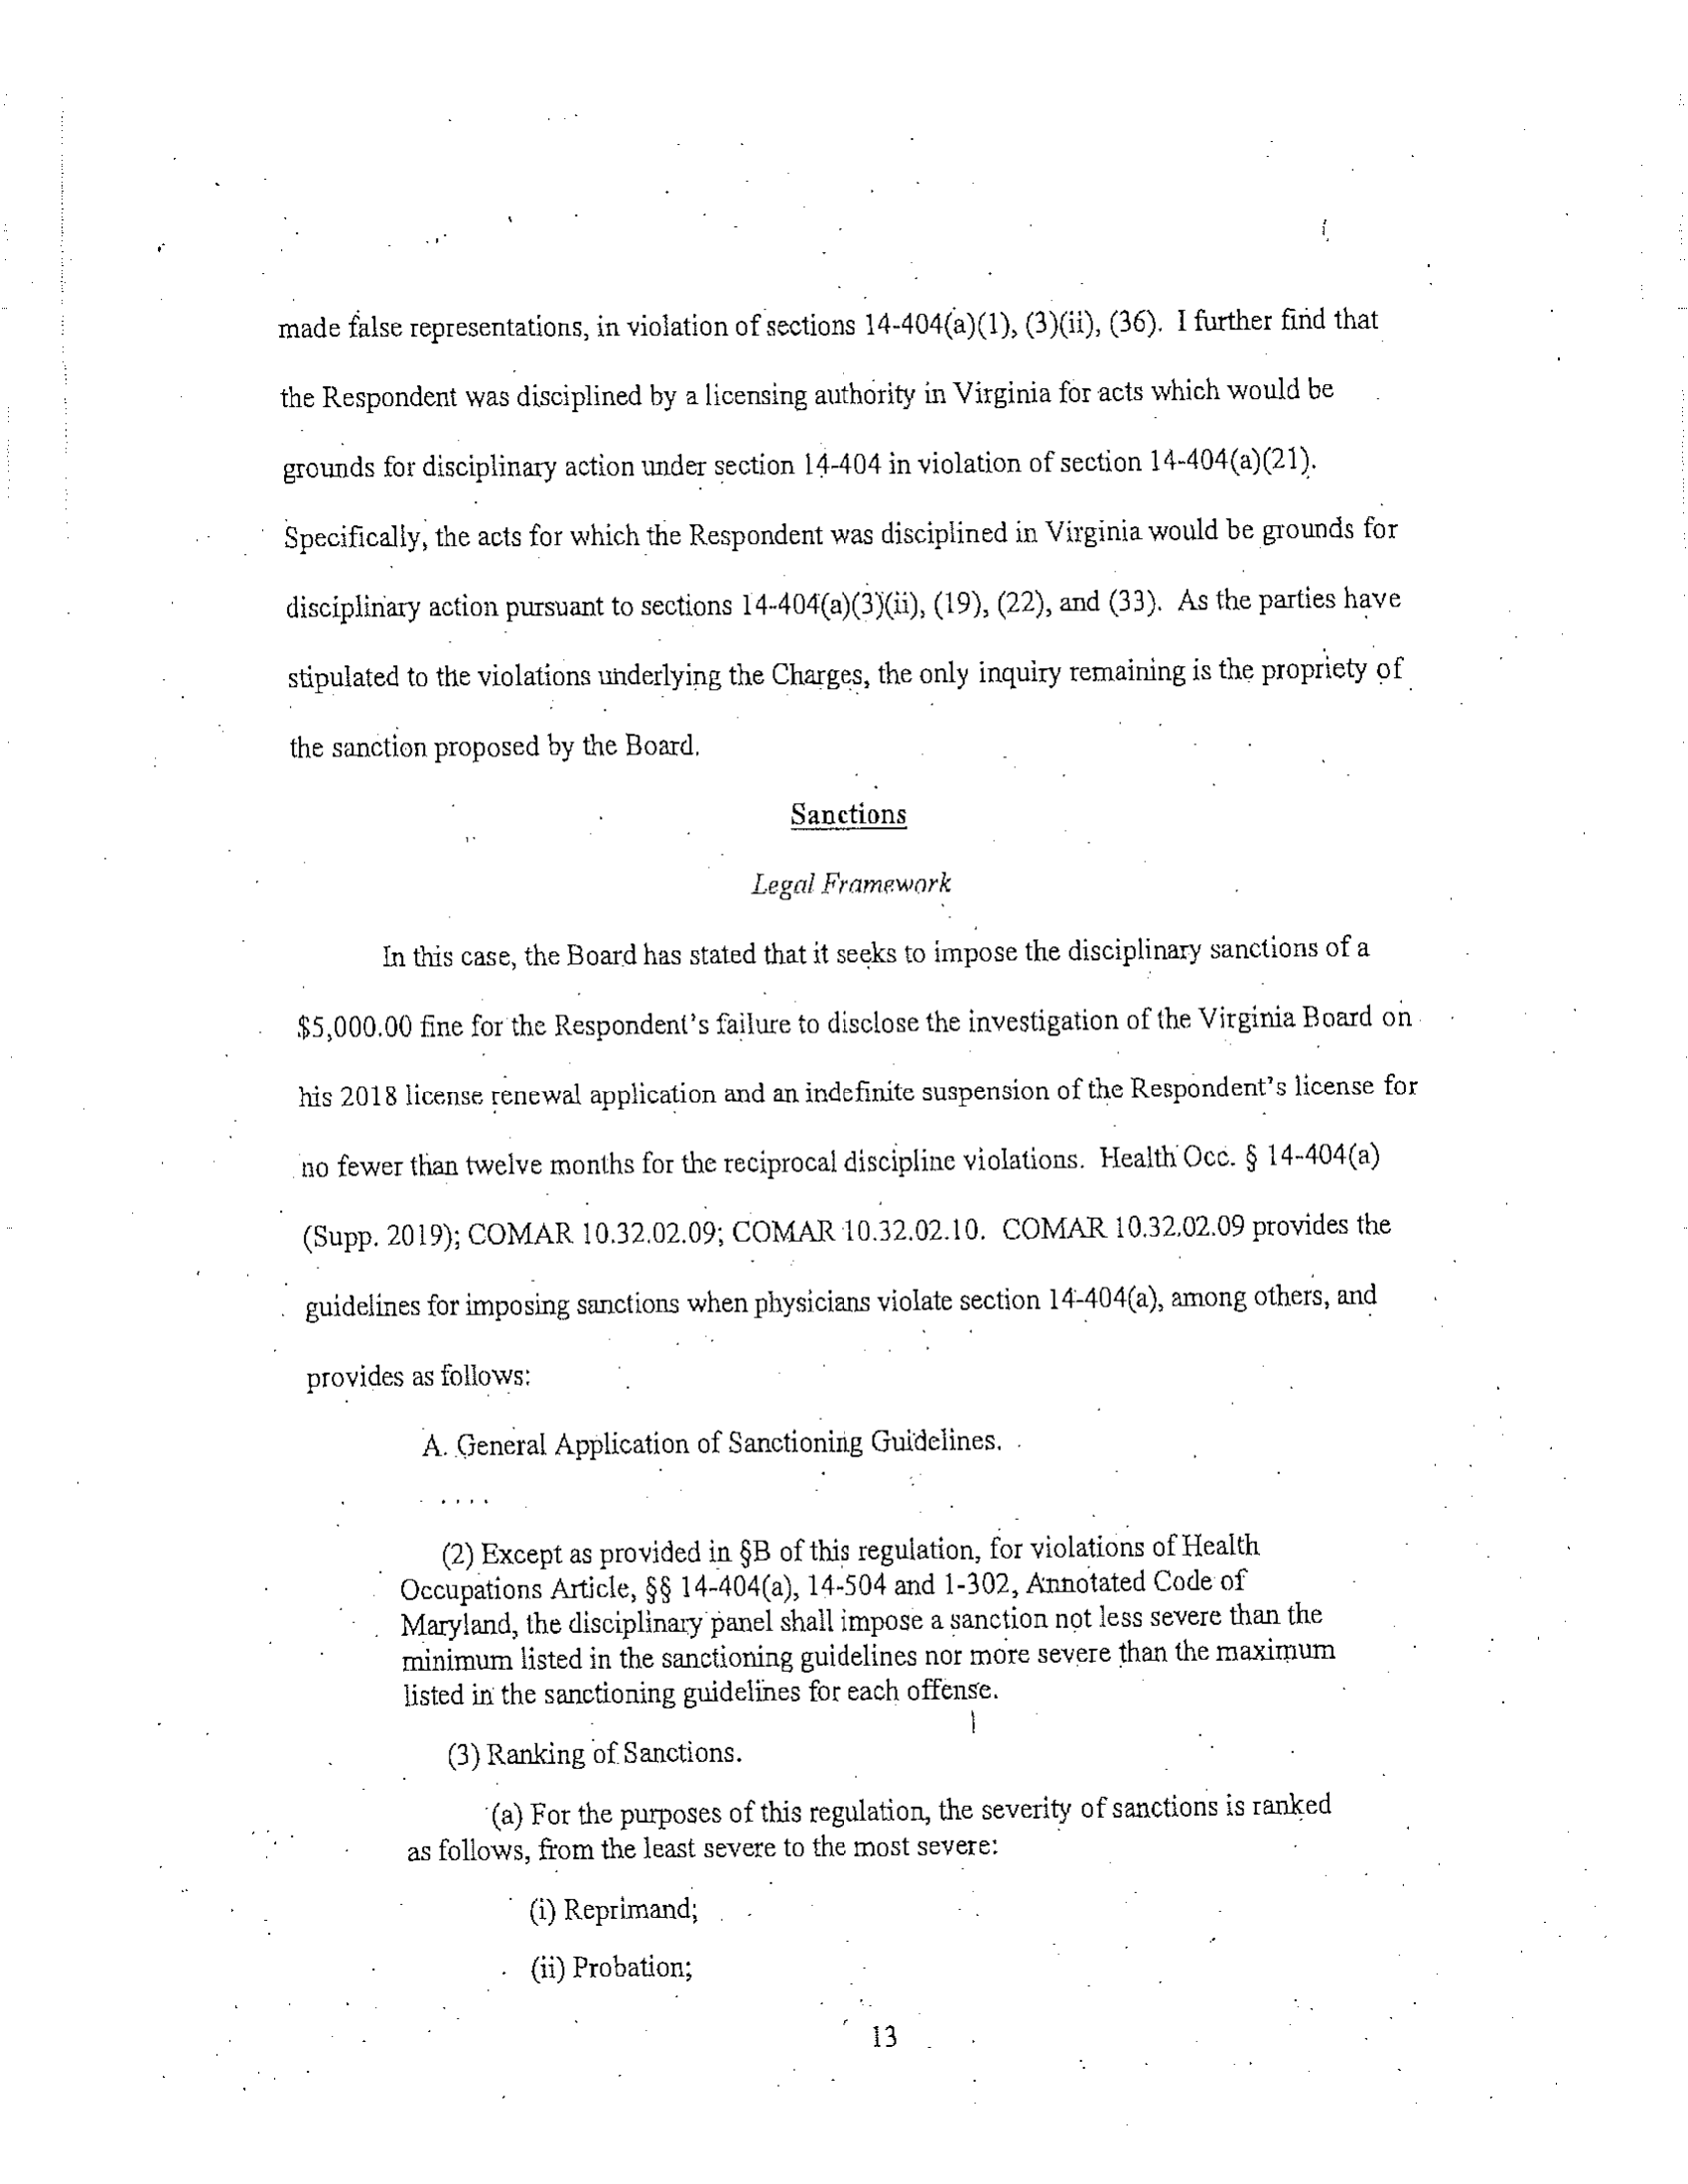 made false representations, in violation of sections 14-404(a)(1), (3)(ii), (36). I further find that
the Respondent was disciplined by a licensing authority in Virginia for acts which would be
grounds for disciplinary action under section 14-404 in violation of section 14-404(a)(21).
Specifically, the acts for which the Respondent was disciplined in Virginia would be grounds for
disciplinary action pursuant to sections 14-404(a)(3)(ii), (19), (22), and (33). As the parties have
stipulated to the violations underlying the Charges, the only inquiry remaining is the propriety of
the sanction proposed by the Board.
Sanctions
Legal Framework
In this case, the Board has stated that it seeks to impose the disciplinary sanctions of a
$5,000.00 fine for the Respondent's failure to disclose the investigation of the Virginia Board on
his 2018 license renewal application and an indefinite suspension of the Respondent's license for
no fewer than twelve months for the reciprocal discipline violations. Health Occ. § 14-404(a)
(Supp. 2019); COMAR 10.32.02.09; COMAR 10.32.02.10. COMAR 10.32.02.09 provides the
guidelines for imposing sanctions when physicians violate section 14-404(a), among others, and
provides as follows:
A. General Application of Sanctioning Guidelines.
. . . .
(2) Except as provided in §B of this regulation, for violations of Health
Occupations Article, §§ 14-404(a), 14-504 and 1-302, Annotated Code of
Maryland, the disciplinary panel shall impose a sanction not less severe than the
minimum listed in the sanctioning guidelines nor more severe than the maximum
listed in the sanctioning guidelines for each offense.
(3) Ranking of Sanctions.
(a) For the purposes of this regulation, the severity of sanctions is ranked
as follows, from the least severe to the most severe:
(i) Reprimand;
(ii) Probation;
13